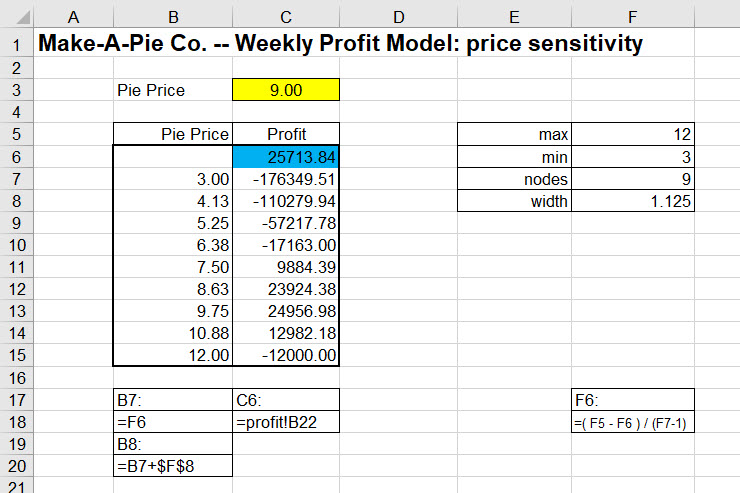 A B C D E F
1 Make-A-Pie Co. -- Weekly Profit Model: price sensitivity
2
3 Pie Price 9.00
4
5 Pie Price Profit max 12
6 25713.84 min 3
7 3.00 -176349.51 nodes 9
8 4.13 -110279.94 width 1.125
9 5.25 -57217.78
10 6.38 -17163.00
11 7.50 9884.39
12 8.63 23924.38
13 9.75 24956.98
14 10.88 12982.18
15 12.00 -12000.00
16
17 B7: C6: F6:
18 =F6 =profit!B22 =( F5 - F6 ) / (F7-1)
19 B8:
20 =B7+$F$8
21